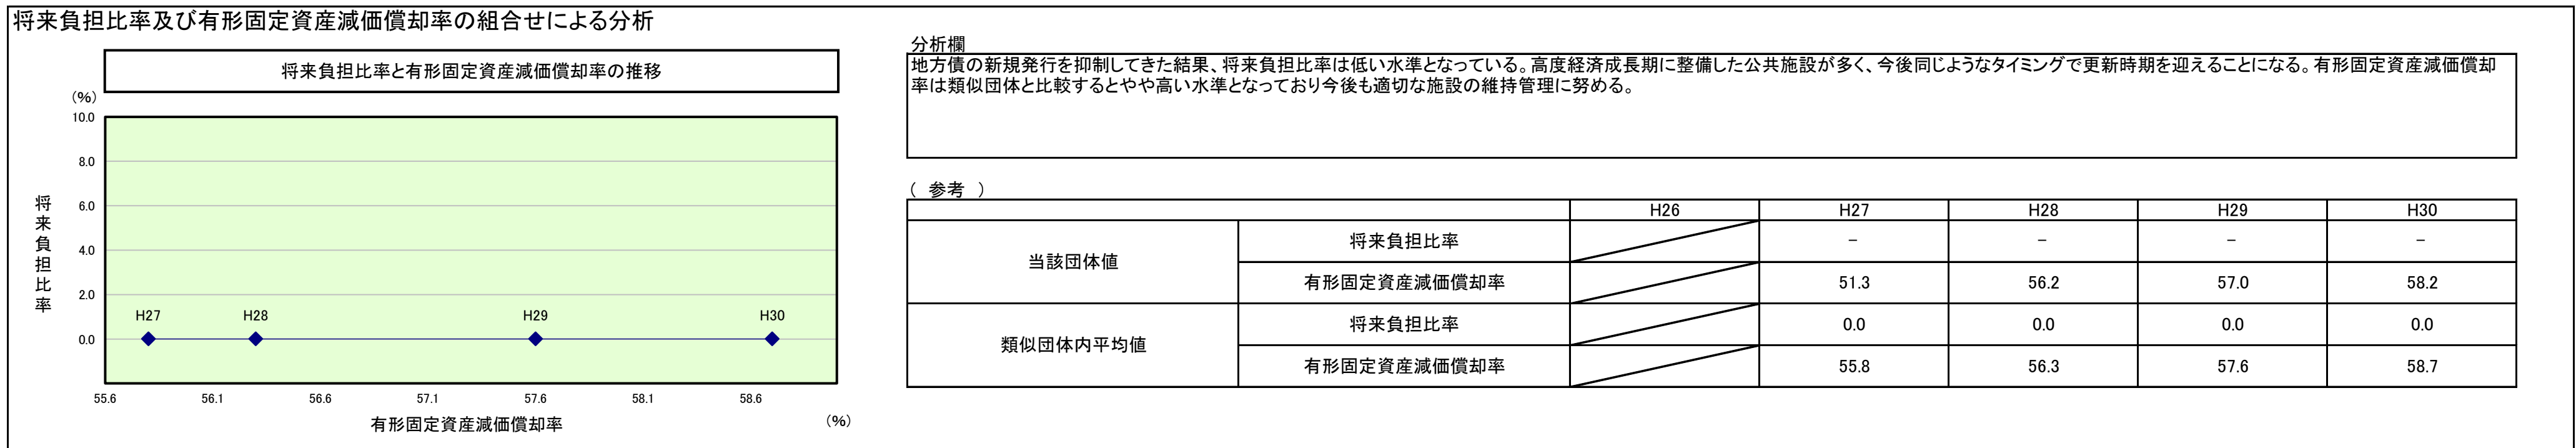 将来負担比率及び有形固定資産減価償却率の組合せによる分析
将来負担比率と有形固定資産減価償却率の推移
(%)
10.0
8.0
6.0
4.0
2.0
0.0
将来負担比率
H27 H28 H29 H30
55.6 56.1 56.6 57.1 57.6 58.1 58.6
有形固定資産減価償却率
(%)
分析欄
地方債の新規発行を抑制してきた結果、将来負担比率は低い水準となっている。高度経済成長期に整備した公共施設が多く、今後同じようなタイミングで更新時期を迎えることになる。有形固定資産減価償却
率は類似団体と比較するとやや高い水準となっており今後も適切な施設の維持管理に努める。
( 参考 )
H26 H27 H28 H29 H30
当該団体値
将来負担比率 - - - -
有形固定資産減価償却率 51.3 56.2 57.0 58.2
類似団体内平均値
将来負担比率 0.0 0.0 0.0 0.0
有形固定資産減価償却率 55.8 56.3 57.6 58.7